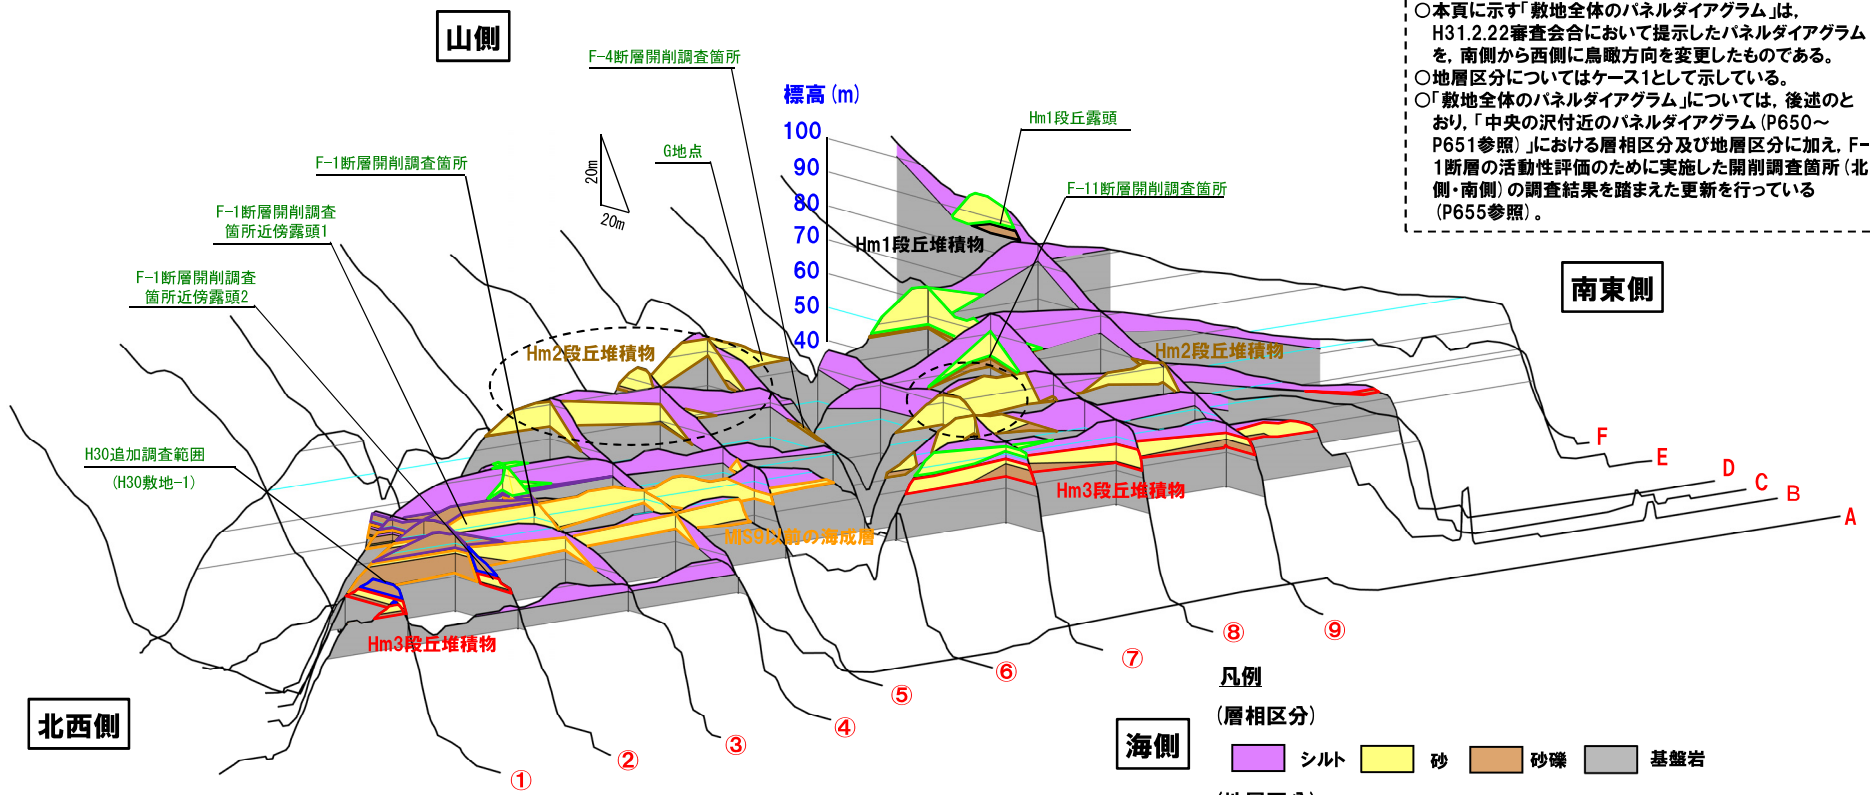 山側
F-4断層開削調査箇所
標高(m)
100
90
80
70
60
50
40
20m
20m
G地点
Hm1段丘露頭
F-11断層開削調査箇所
F-1断層開削調査箇所
F-1断層開削調査
箇所近傍露頭1
F-1断層開削調査
箇所近傍露頭2
H30追加調査範囲
(H30敷地-1)
○本頁に示す「敷地全体のパネルダイアグラム」は,
H31.2.22審査会合において提示したパネルダイアグラム
を, 南側から西側に鳥瞰方向を変更したものである。
○地層区分についてはケース1として示している。
○「敷地全体のパネルダイアグラム」については, 後述のと
おり, 「中央の沢付近のパネルダイアグラム(P650～
P651参照)」における層相区分及び地層区分に加え, F-
1断層の活動性評価のために実施した開削調査箇所(北
側・南側)の調査結果を踏まえた更新を行っている
(P655参照)。
南東側
Hm1段丘堆積物
Hm2段丘堆積物
Hm2段丘堆積物
Hm3段丘堆積物
MIS9以前の海成層
Hm3段丘堆積物
F
E
D
C
B
A
①
②
③
④
⑤
⑥
⑦
⑧
⑨
北西側
海側
凡例
(層相区分)
シルト
砂
砂礫
基盤岩